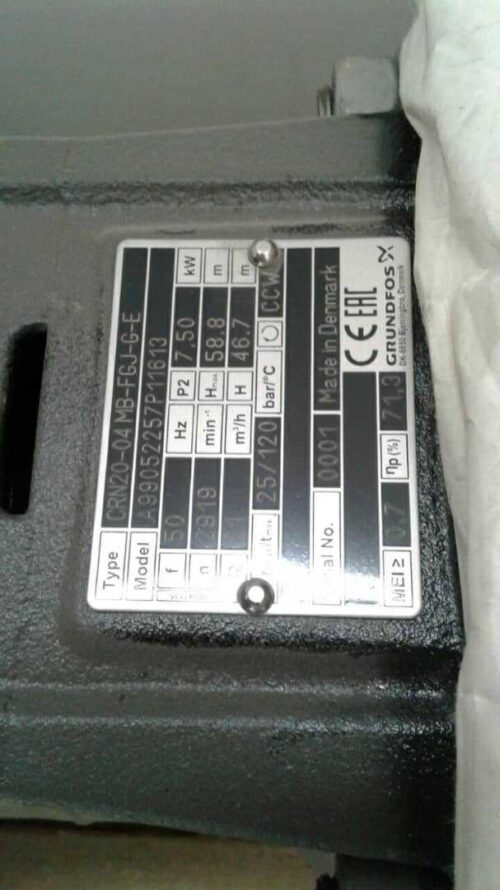 Type CRN20-04 MB-FGJ-G-E
Model A99052257P11613
f 50 Hz P2 7.50 kW
n 2919 min⁻¹ Hmax 58.8 m
m³/h H 46.7 m
tmax 25/120 bar/°C CCW
No. 0001 Made in Denmark
CE EAC
GRUNDFOS
DK-8850 Bjerringbro, Denmark
MEI ≥ 0.7 ηp(%) 71.3